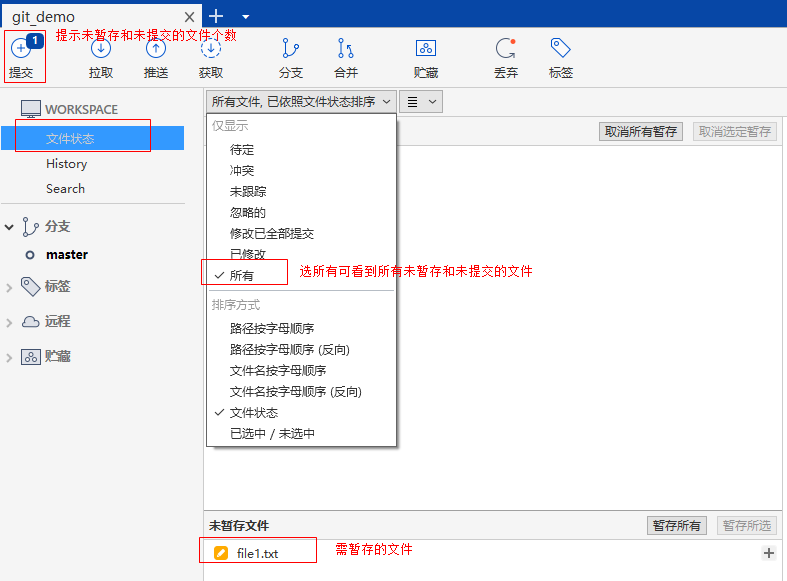 git_demo
提示未暂存和未提交的文件个数
1
提交
拉取
推送
获取
分支
合并
贮藏
丢弃
标签
WORKSPACE
文件状态
History
Search
分支
master
标签
远程
贮藏
所有文件, 已依照文件状态排序
取消所有暂存
取消选定暂存
仅显示
待定
冲突
未跟踪
忽略的
修改已全部提交
已修改
所有
选所有可看到所有未暂存和未提交的文件
排序方式
路径按字母顺序
路径按字母顺序 (反向)
文件名按字母顺序
文件名按字母顺序 (反向)
文件状态
已选中 / 未选中
未暂存文件
暂存所有
暂存所选
file1.txt
需暂存的文件